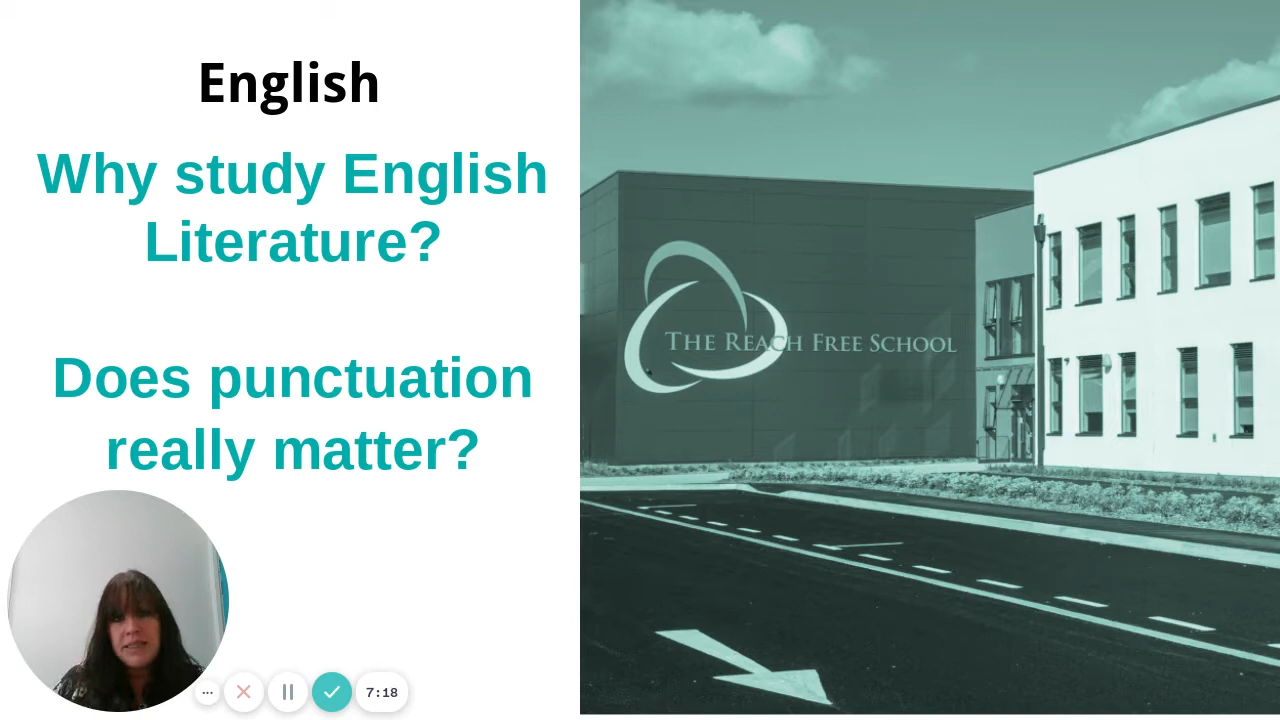 English
Why study English
Literature?
Does punctuation
really matter?
THE REACH FREE SCHOOL
7:18